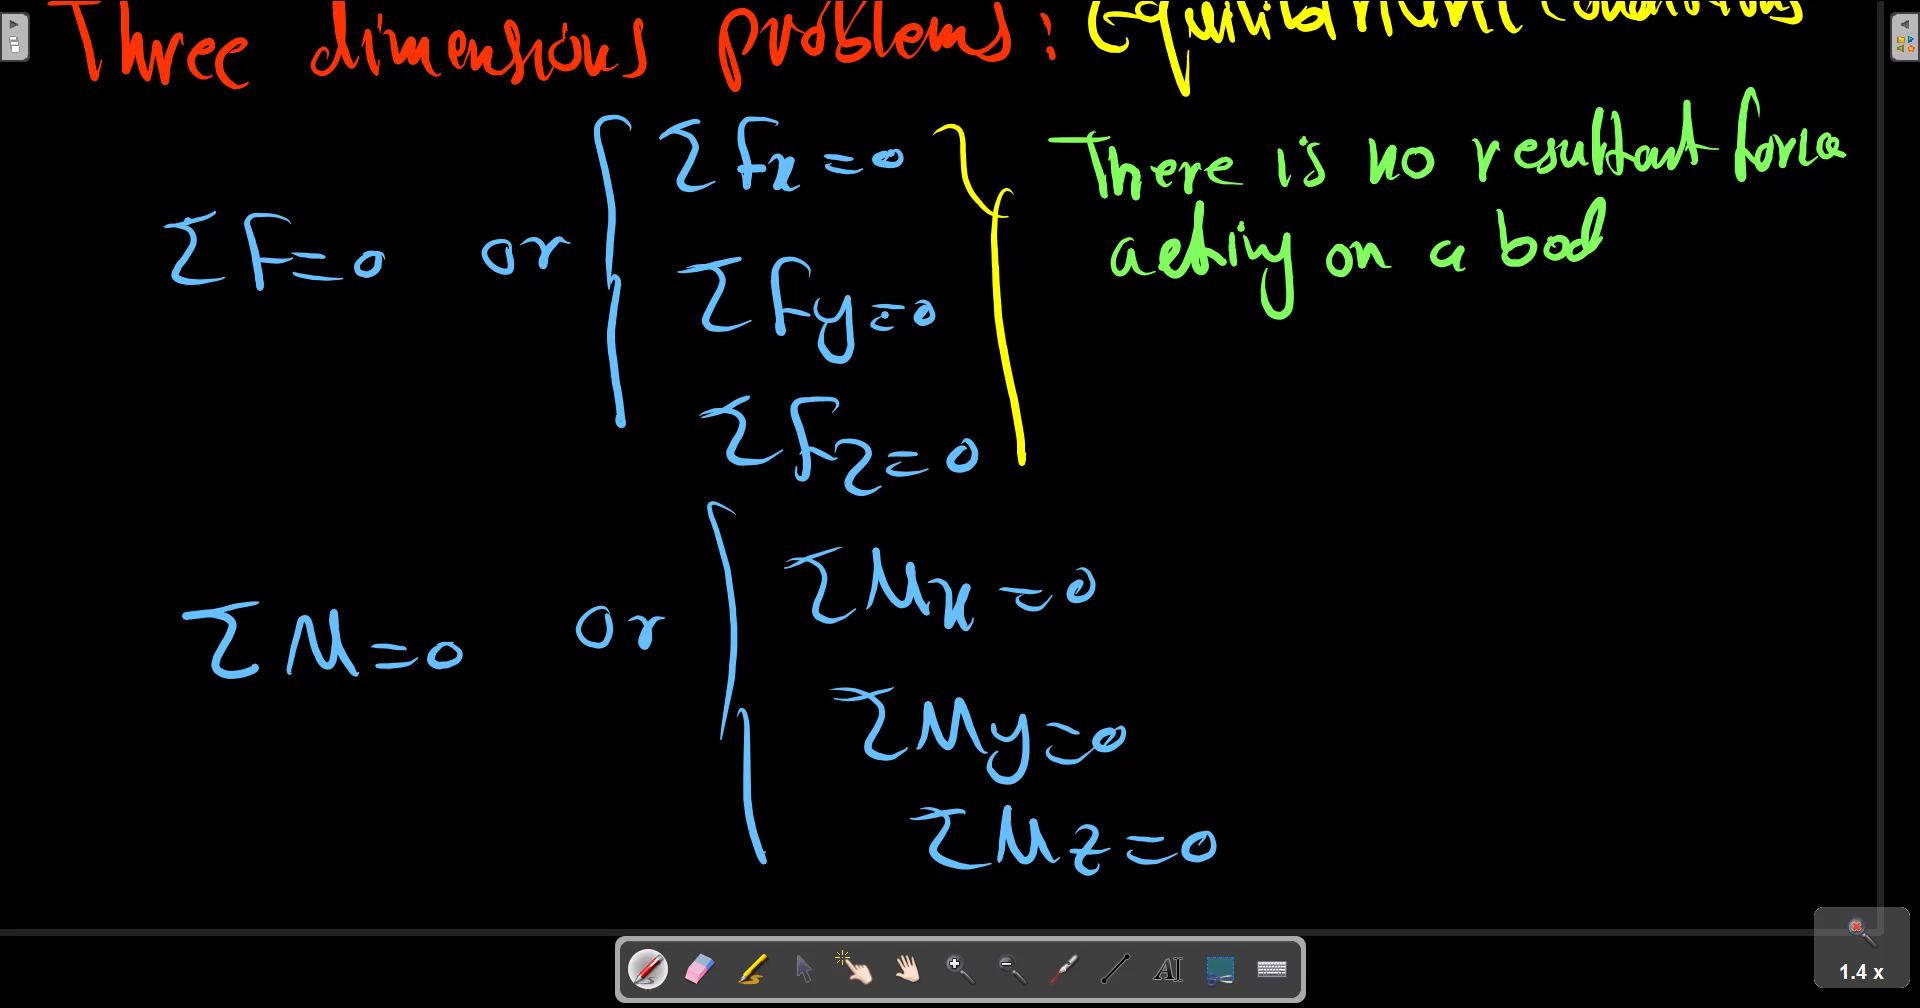 Three dimensions problems: Equilibrium conditions
There is no resultant force
acting on a bod
ΣF=0 or
ΣFx=0
ΣFy=0
ΣFz=0
ΣM=0 or
ΣMx=0
ΣMy=0
ΣMz=0
1.4 x